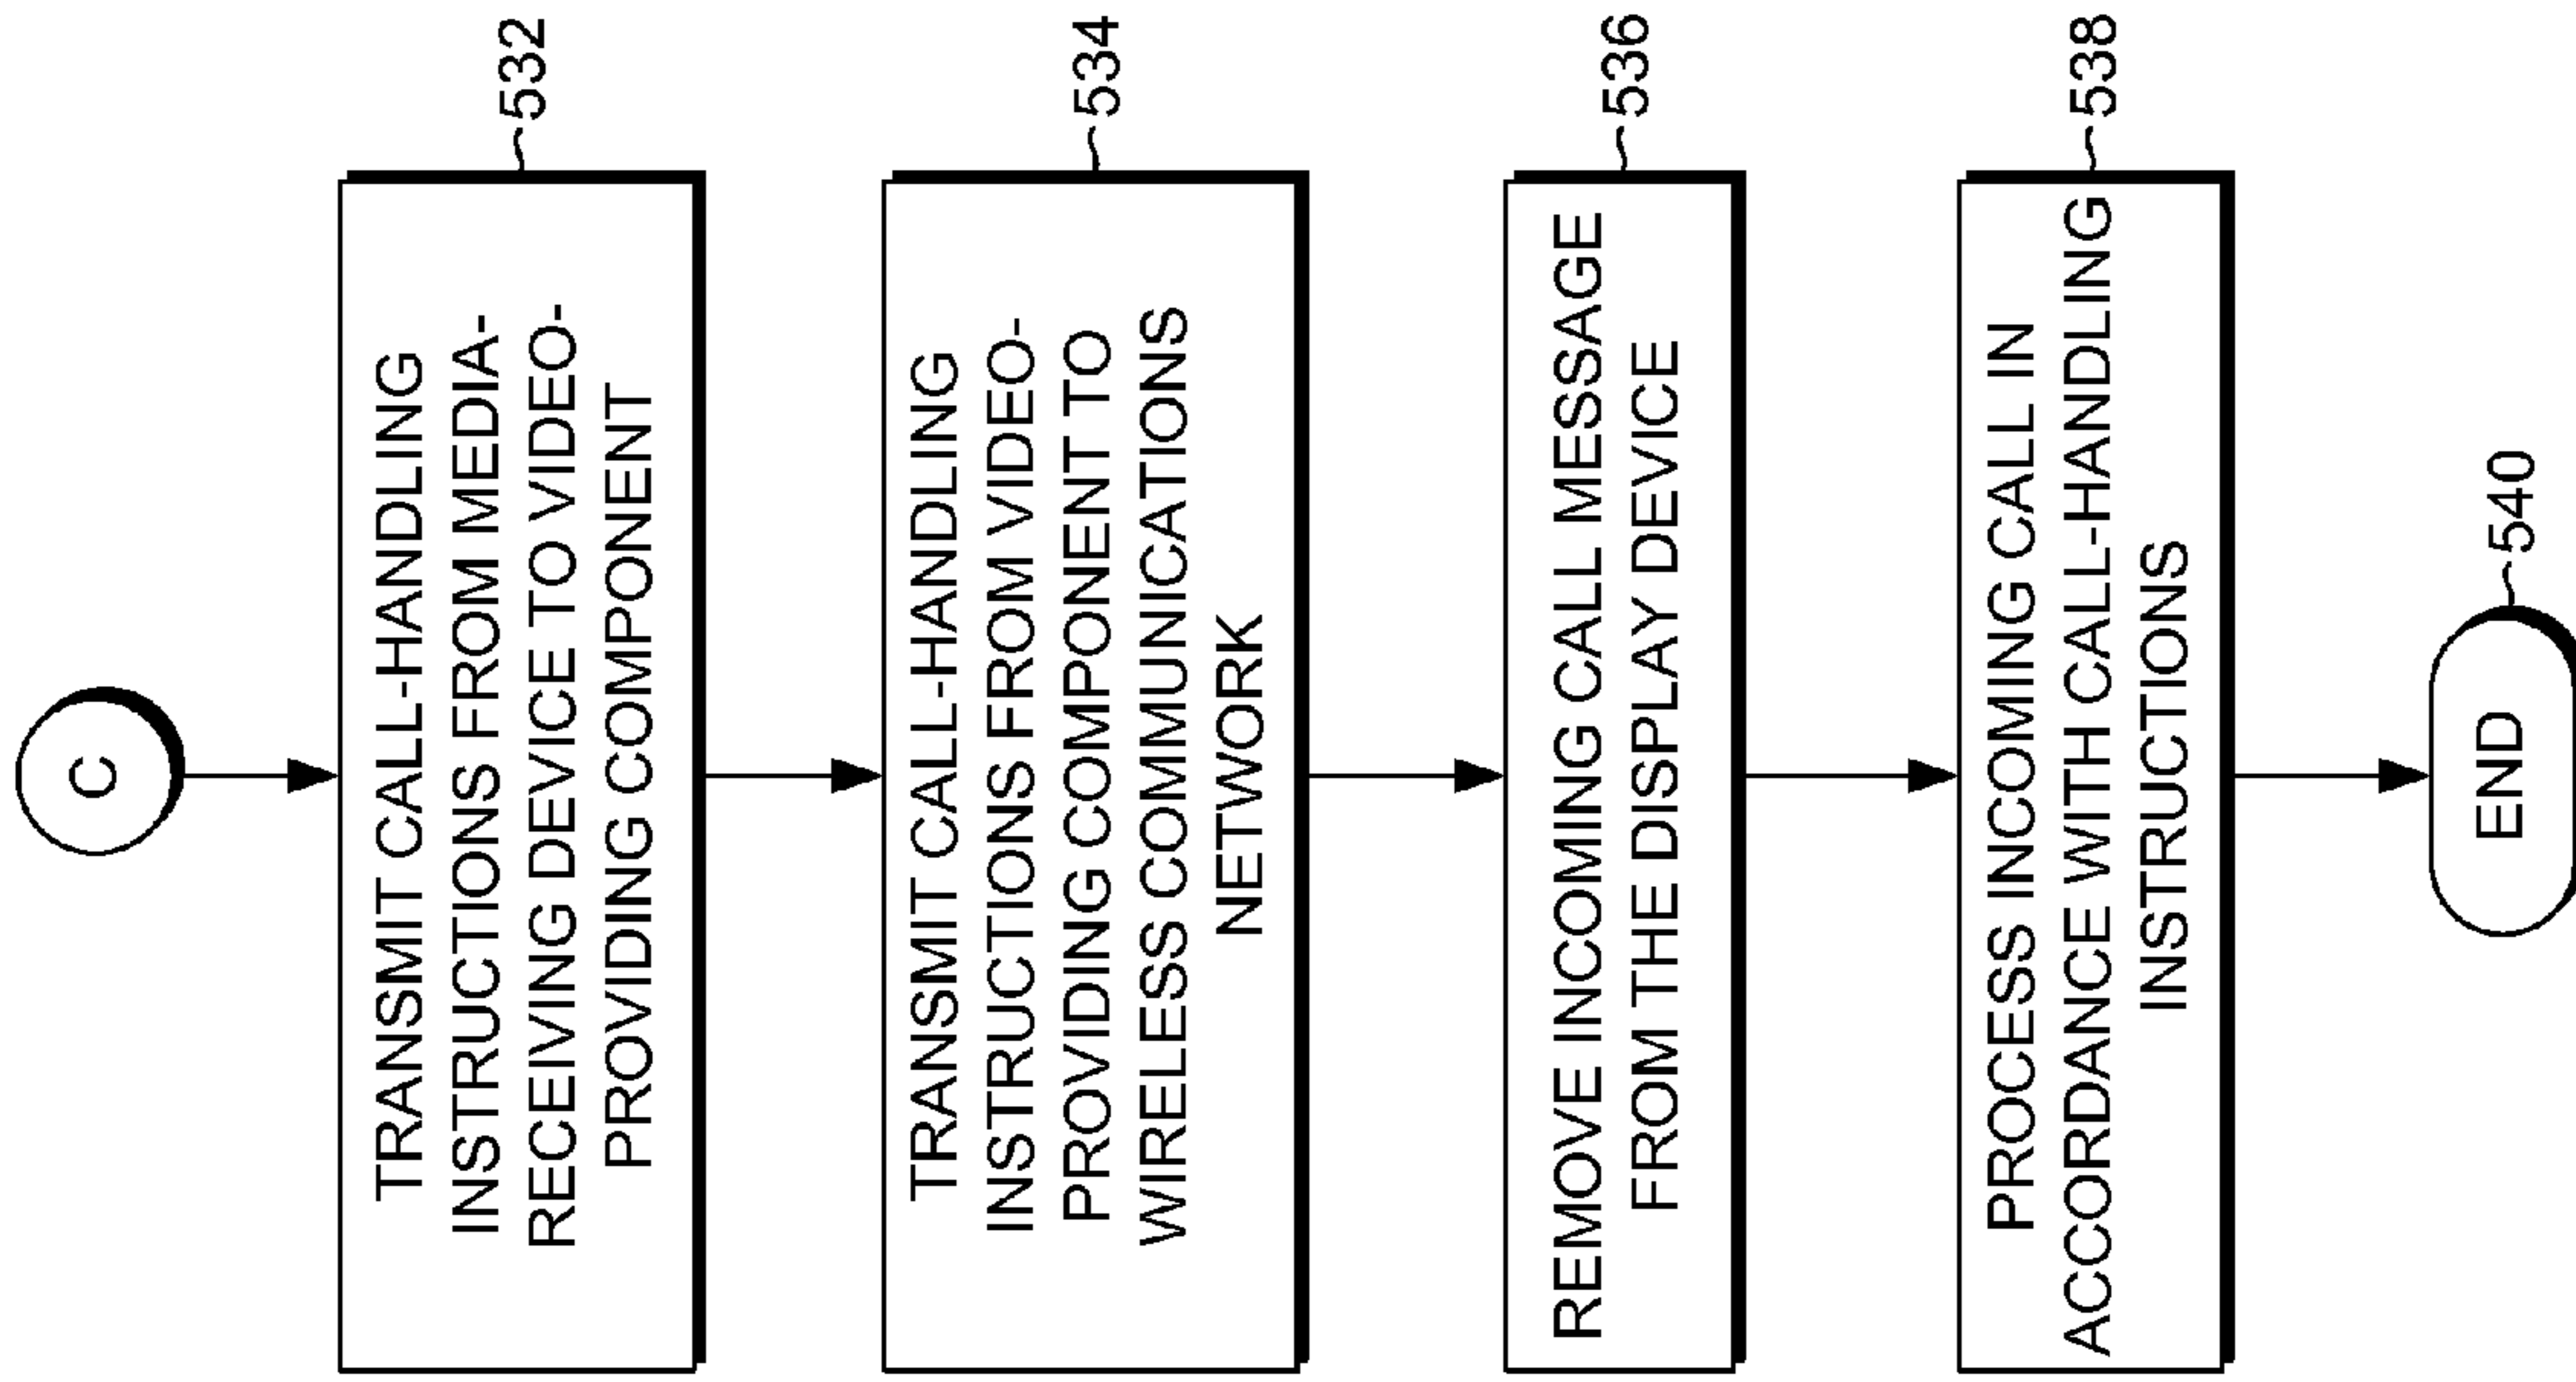 C
532
TRANSMIT CALL-HANDLING
INSTRUCTIONS FROM MEDIA-
RECEIVING DEVICE TO VIDEO-
PROVIDING COMPONENT
534
TRANSMIT CALL-HANDLING
INSTRUCTIONS FROM VIDEO-
PROVIDING COMPONENT TO
WIRELESS COMMUNICATIONS
NETWORK
536
REMOVE INCOMING CALL MESSAGE
FROM THE DISPLAY DEVICE
538
PROCESS INCOMING CALL IN
ACCORDANCE WITH CALL-HANDLING
INSTRUCTIONS
540
END